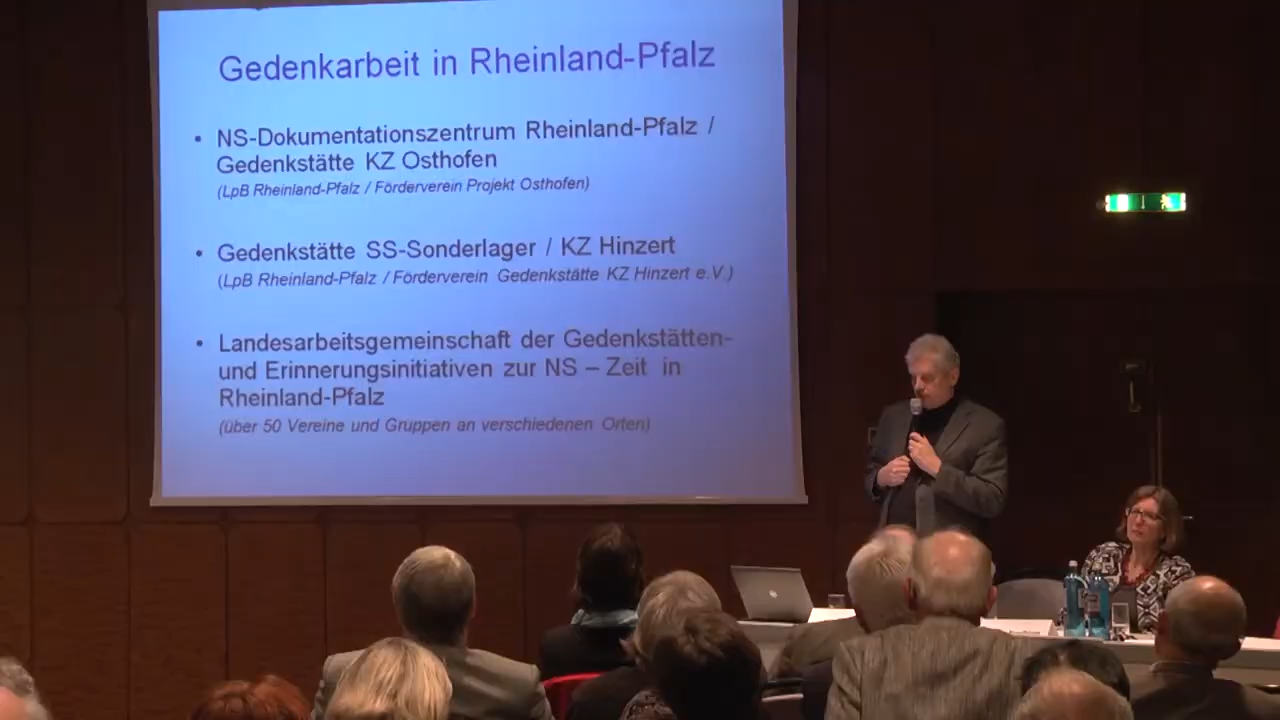 Gedenkarbeit in Rheinland-Pfalz
• NS-Dokumentationszentrum Rheinland-Pfalz /
Gedenkstätte KZ Osthofen
(LpB Rheinland-Pfalz / Förderverein Projekt Osthofen)
• Gedenkstätte SS-Sonderlager / KZ Hinzert
(LpB Rheinland-Pfalz / Förderverein Gedenkstätte KZ Hinzert e.V.)
• Landesarbeitsgemeinschaft der Gedenkstätten-
und Erinnerungsinitiativen zur NS – Zeit in
Rheinland-Pfalz
(über 50 Vereine und Gruppen an verschiedenen Orten)